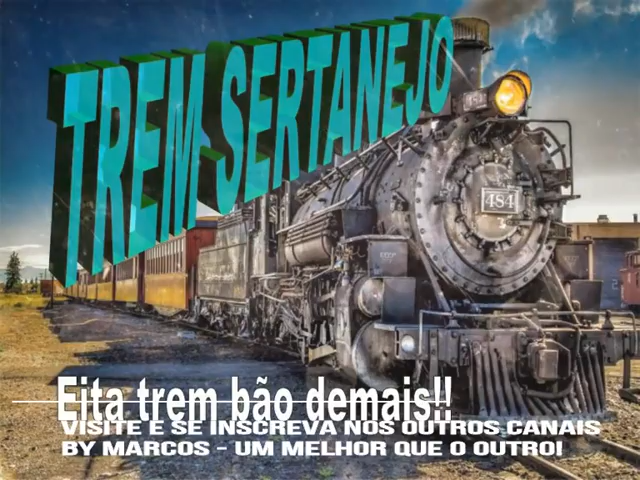 TREM SERTANEJO
484
484
Eita trem bão demais!!
VISITE E SE INSCREVA NOS OUTROS CANAIS
BY MARCOS - UM MELHOR QUE O OUTRO!